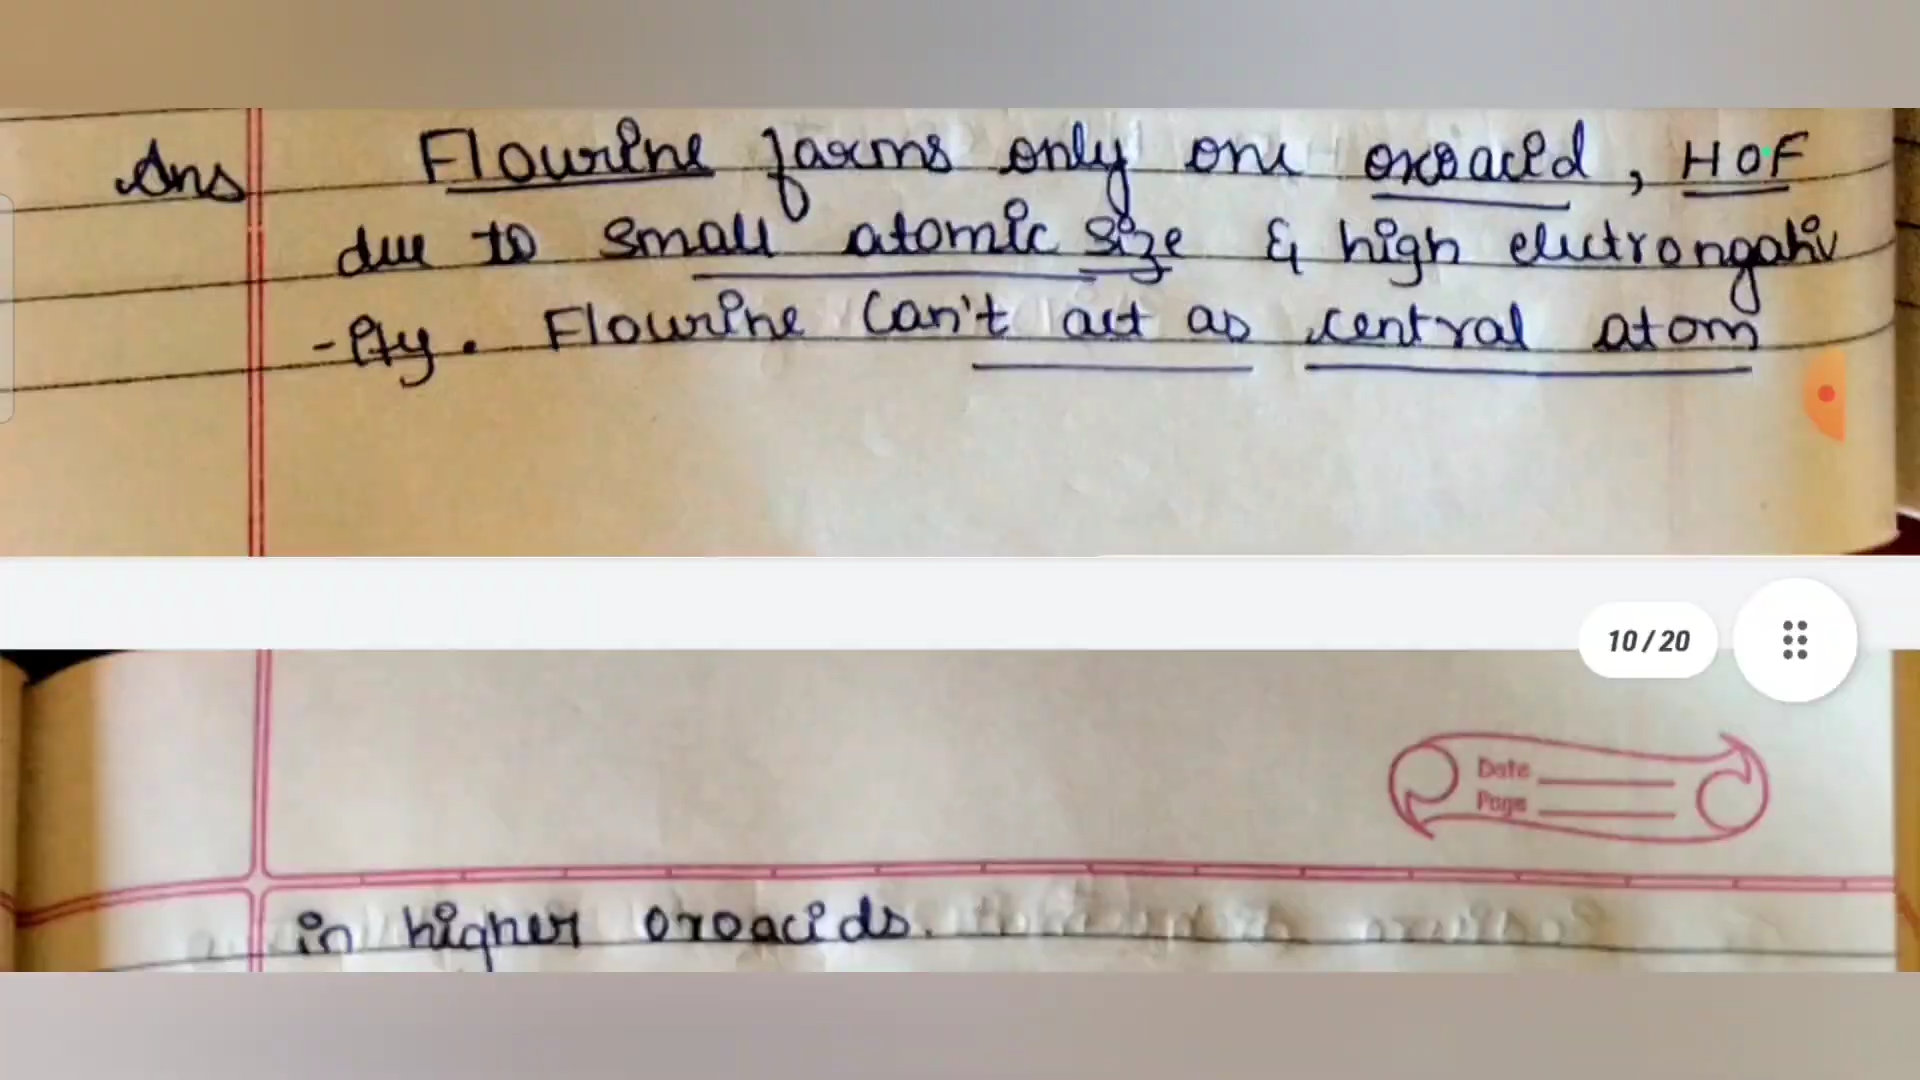 Ans Flourine forms only one oxoacid, HOF
due to small atomic size & high electrongativ
-ity. Flourine can't act as central atom
10/20
Date
Page
in higher oxoacids.